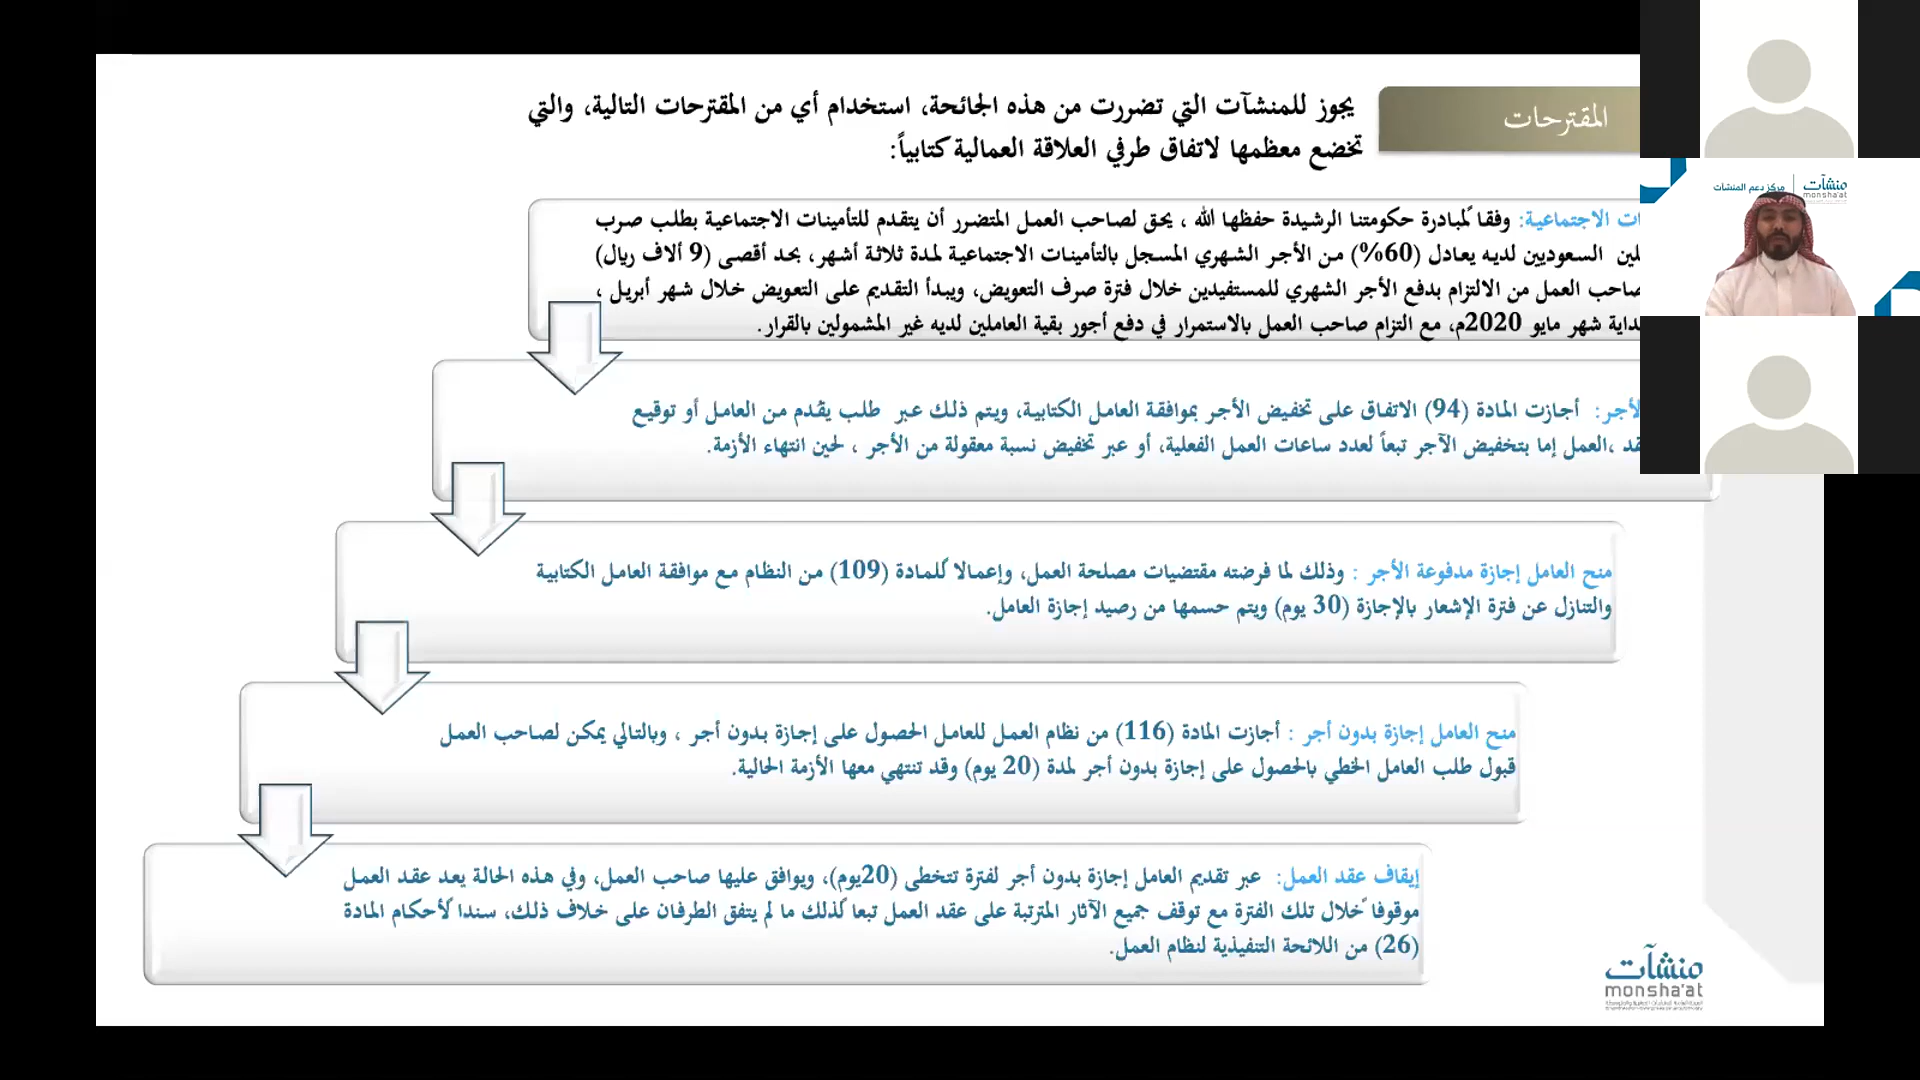 المقترحات
يجوز للمنشآت التي تضررت من هذه الجائحة، استخدام أي من المقترحات التالية، والتي
تخضع معظمها لاتفاق طرفي العلاقة العمالية كتابياً:
منشآت
monsha'at
مركز دعم المنشآت
الاجتماعية: وفقاً لمبادرة حكومتنا الرشيدة حفظها الله ، يحق لصاحب العمل المتضرر أن يتقدم للتأمينات الاجتماعية بطلب صرب
السعوديين لديه يعادل (60%) من الأجر الشهري المسجل بالتأمينات الاجتماعية لمدة ثلاثة أشهر، بحد أقصى (9 ألاف ريال)
صاحب العمل من الالتزام بدفع الأجر الشهري للمستفيدين خلال فترة صرف التعويض، ويبدأ التقديم على التعويض خلال شهر أبريل ،
شهر مايو 2020م، مع التزام صاحب العمل بالاستمرار في دفع أجور بقية العاملين لديه غير المشمولين بالقرار.
الأجر: أجازت المادة (94) الاتفاق على تخفيض الأجر بموافقة العامل الكتابية، ويتم ذلك عبر طلب يقدم من العامل أو توقيع
،العمل إما بتخفيض الآجر تبعاً لعدد ساعات العمل الفعلية، أو عبر تخفيض نسبة معقولة من الأجر ، لحين انتهاء الأزمة.
منح العامل إجازة مدفوعة الأجر : وذلك لما فرضته مقتضيات مصلحة العمل، وإعمالا ًللمادة (109) من النظام مع موافقة العامل الكتابية
والتنازل عن فترة الإشعار بالإجازة (30 يوم) ويتم حسمها من رصيد إجازة العامل.
منح العامل إجازة بدون أجر : أجازت المادة (116) من نظام العمل للعامل الحصول على إجازة بدون أجر ، وبالتالي يمكن لصاحب العمل
قبول طلب العامل الخطي بالحصول على إجازة بدون أجر لمدة (20 يوم) وقد تنتهي معها الأزمة الحالية.
إيقاف عقد العمل: عبر تقديم العامل إجازة بدون أجر لفترة تتخطى (20يوم)، ويوافق عليها صاحب العمل، وفي هذه الحالة يعد عقد العمل
موقوفا ًخلال تلك الفترة مع توقف جميع الآثار المترتبة على عقد العمل تبعا ًلذلك ما لم يتفق الطرفان على خلاف ذلك، سندا ًلأحكام المادة
(26) من اللائحة التنفيذية لنظام العمل.
منشآت
monsha'at